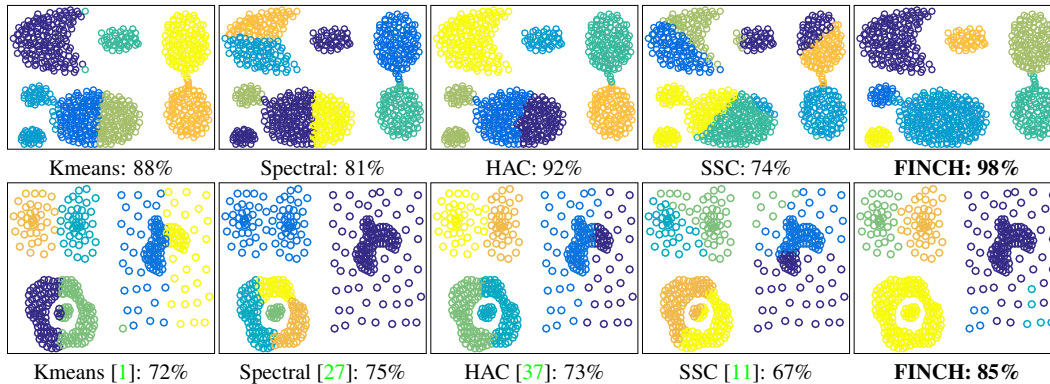 Kmeans: 88% Spectral: 81% HAC: 92% SSC: 74% FINCH: 98%
Kmeans [1]: 72% Spectral [27]: 75% HAC [37]: 73% SSC [11]: 67% FINCH: 85%